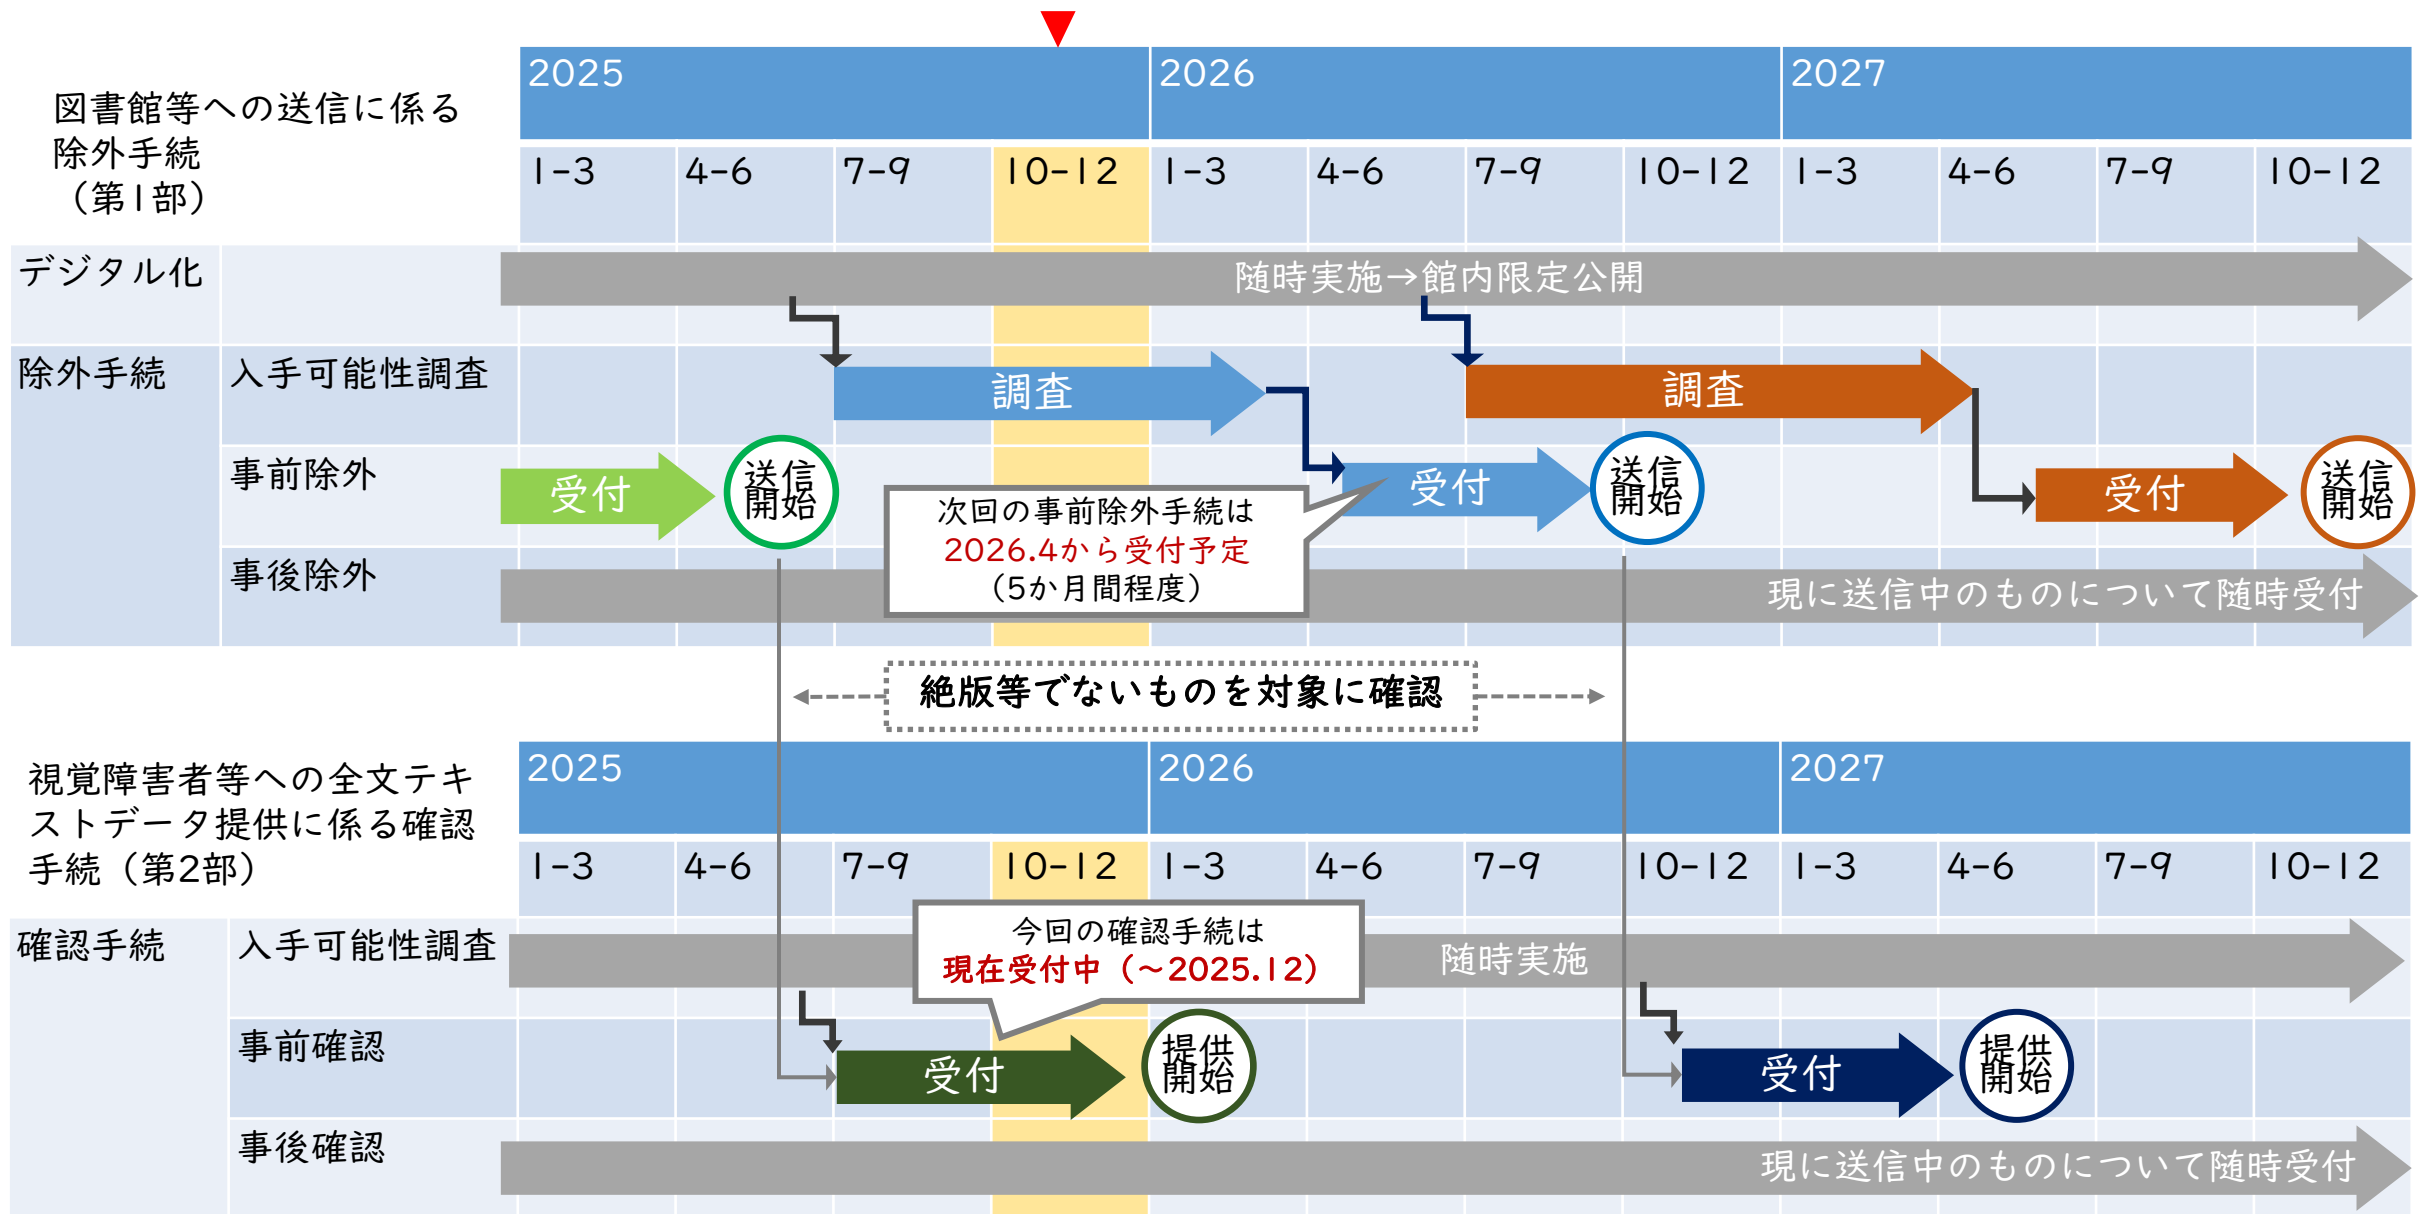 図書館等への送信に係る
除外手続
（第1部）
2025
2026
2027
1-3
4-6
7-9
10-12
1-3
4-6
7-9
10-12
1-3
4-6
7-9
10-12
デジタル化
随時実施→館内限定公開
除外手続
入手可能性調査
調査
調査
事前除外
受付
送信
開始
受付
送信
開始
受付
送信
開始
次回の事前除外手続は
2026.4から受付予定
（5か月間程度）
事後除外
現に送信中のものについて随時受付
絶版等でないものを対象に確認
視覚障害者等への全文テキ
ストデータ提供に係る確認
手続（第2部）
2025
2026
2027
1-3
4-6
7-9
10-12
1-3
4-6
7-9
10-12
1-3
4-6
7-9
10-12
確認手続
入手可能性調査
随時実施
今回の確認手続は
現在受付中（～2025.12）
事前確認
受付
提供
開始
受付
提供
開始
事後確認
現に送信中のものについて随時受付